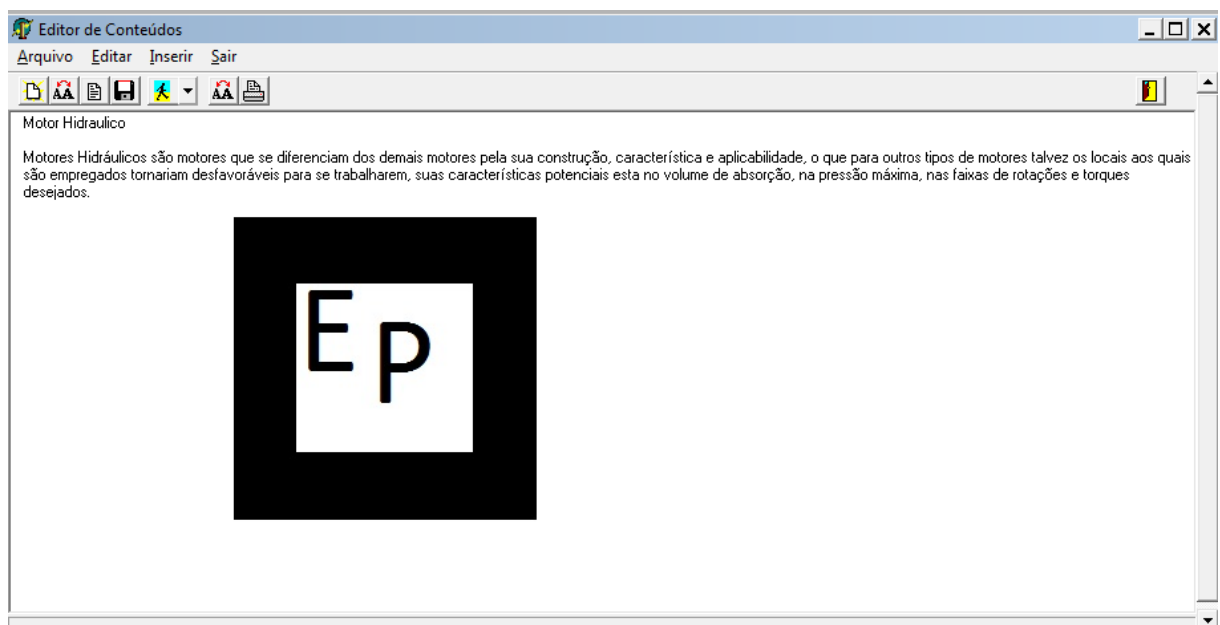 Editor de Conteúdos
Arquivo Editar Inserir Sair
Motor Hidraulico
Motores Hidráulicos são motores que se diferenciam dos demais motores pela sua construção, característica e aplicabilidade, o que para outros tipos de motores talvez os locais aos quais
são empregados tornariam desfavoráveis para se trabalharem, suas características potenciais esta no volume de absorção, na pressão máxima, nas faixas de rotações e torques
desejados.
E P